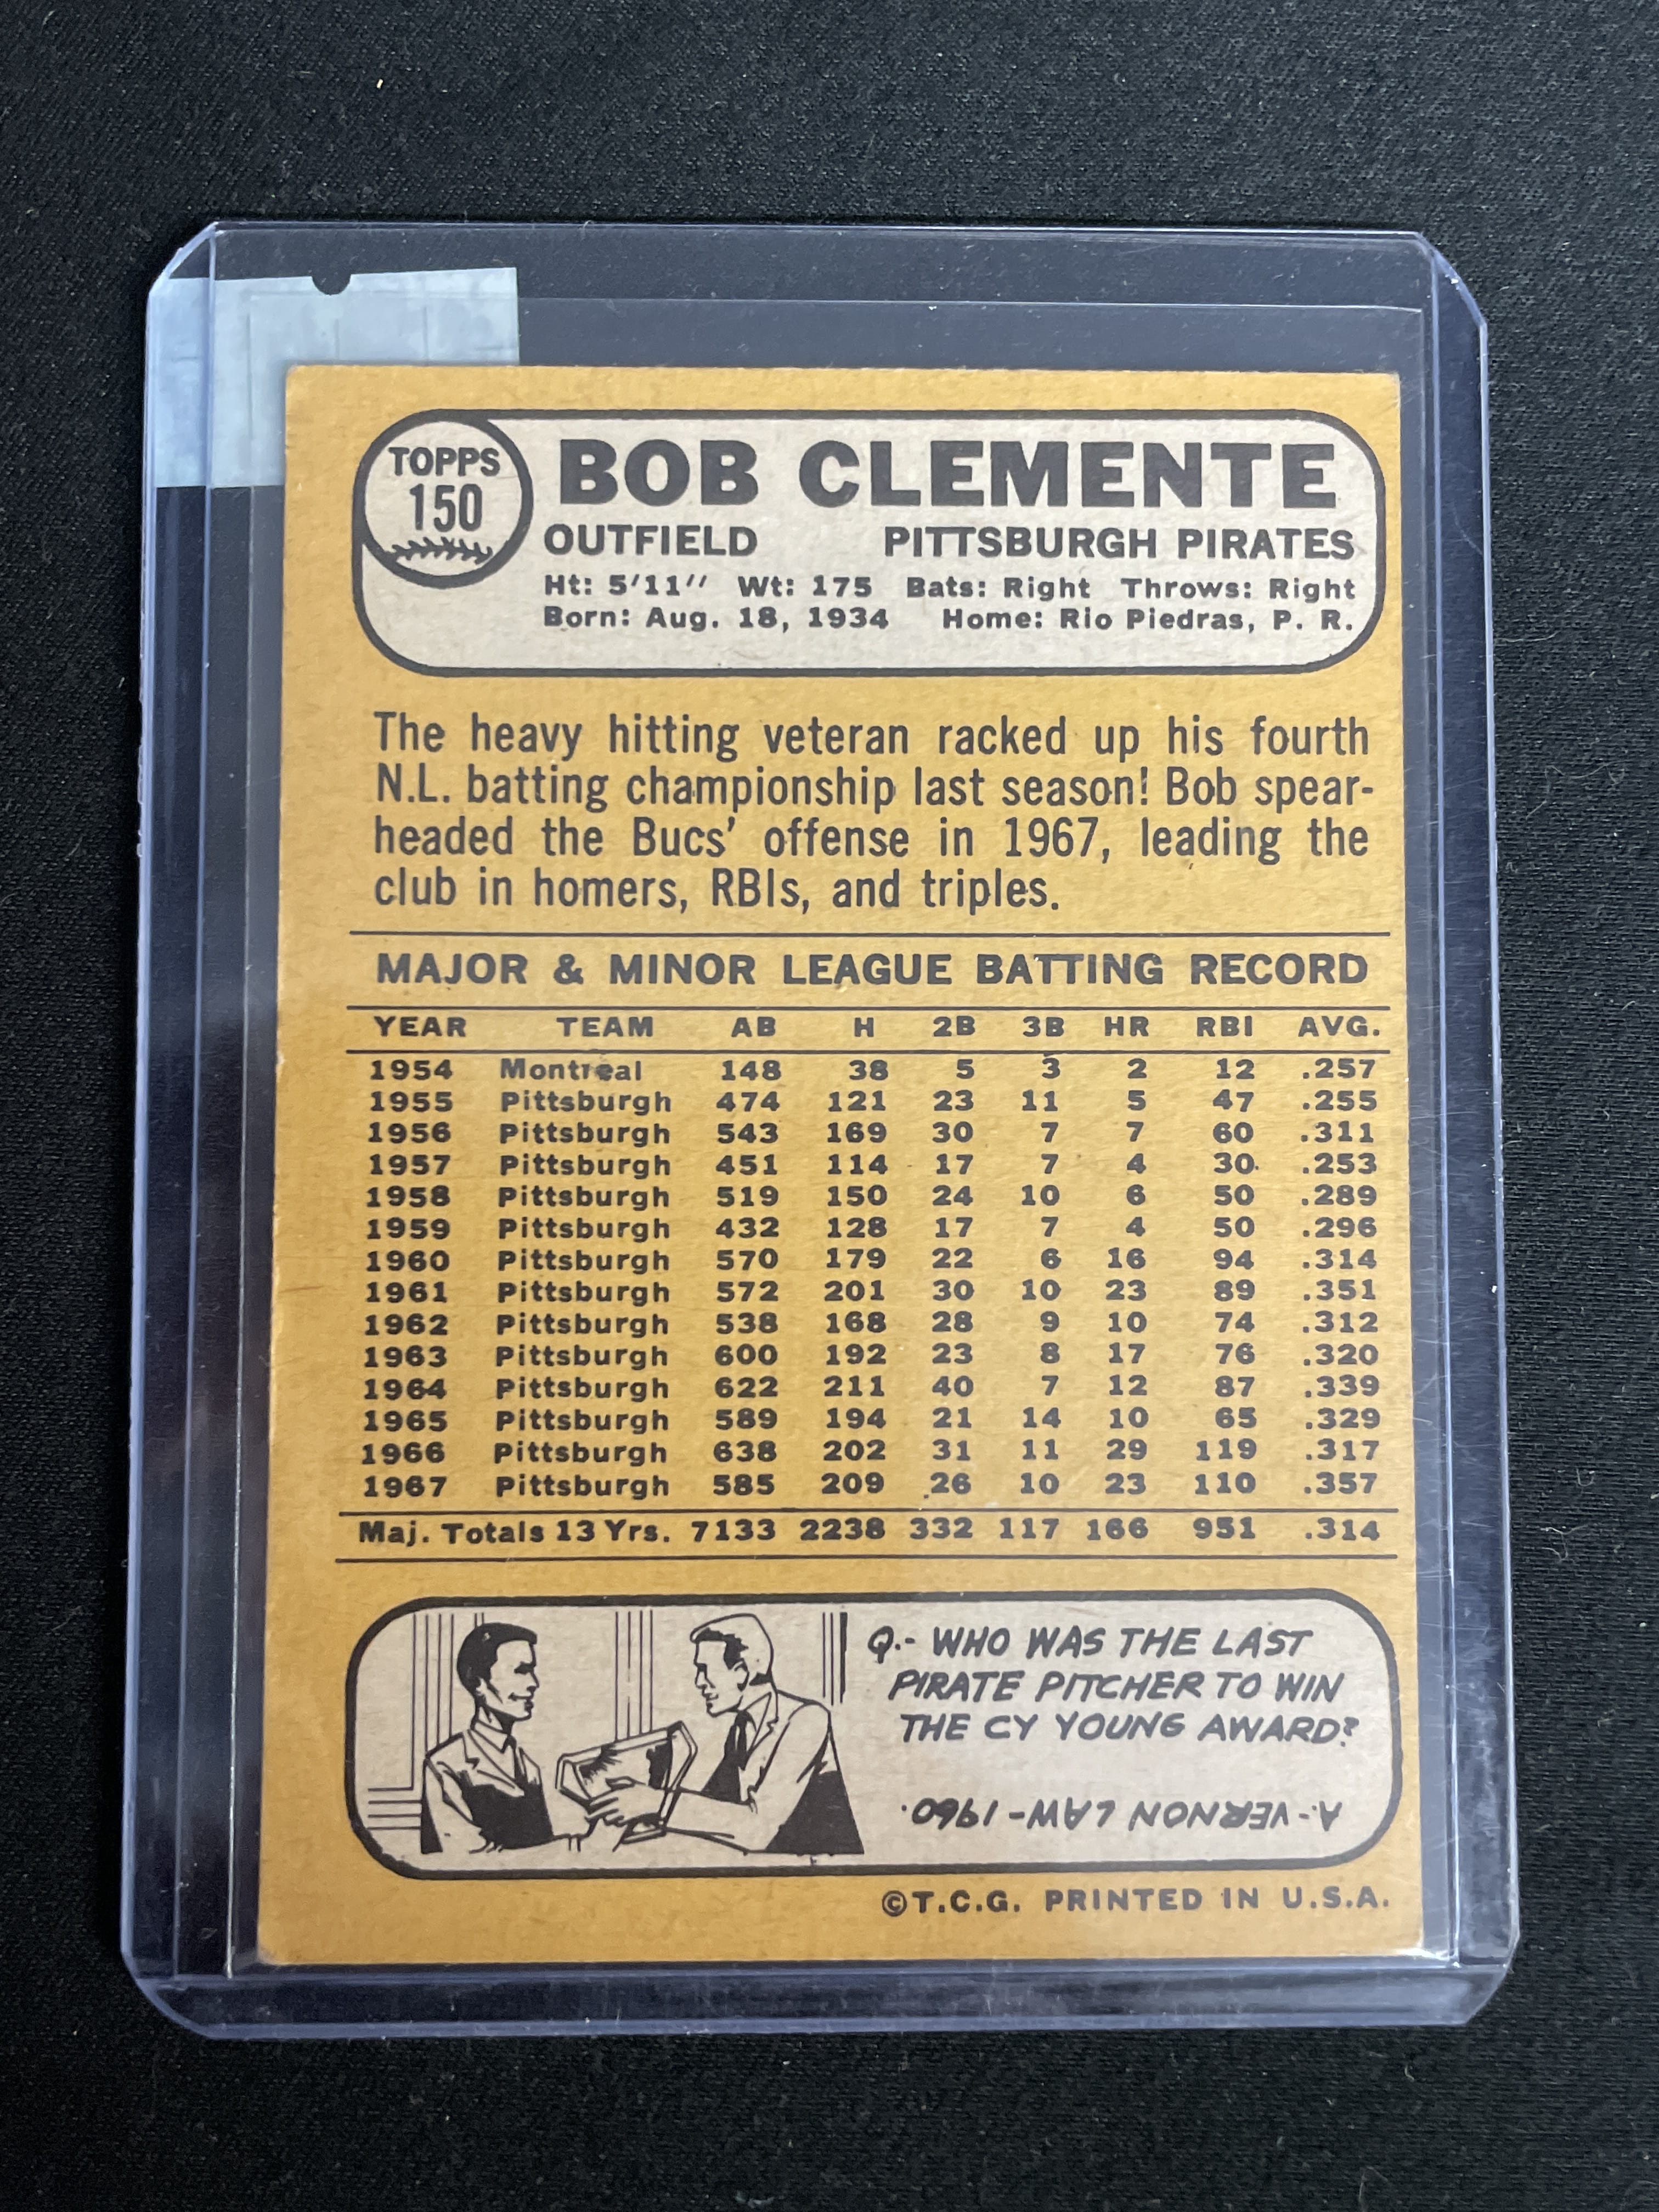 TOPPS
150
BOB CLEMENTE
OUTFIELD PITTSBURGH PIRATES
Ht: 5'11" Wt: 175 Bats: Right Throws: Right
Born: Aug. 18, 1934 Home: Rio Piedras, P. R.
The heavy hitting veteran racked up his fourth
N.L. batting championship last season! Bob spear-
headed the Bucs' offense in 1967, leading the
club in homers, RBIs, and triples.
MAJOR & MINOR LEAGUE BATTING RECORD
YEAR TEAM AB H 2B 3B HR RBI AVG.
1954 Montreal 148 38 5 3 2 12 .257
1955 Pittsburgh 474 121 23 11 5 47 .255
1956 Pittsburgh 543 169 30 7 7 60 .311
1957 Pittsburgh 451 114 17 7 4 30 .253
1958 Pittsburgh 519 150 24 10 6 50 .289
1959 Pittsburgh 432 128 17 7 4 50 .296
1960 Pittsburgh 570 179 22 6 16 94 .314
1961 Pittsburgh 572 201 30 10 23 89 .351
1962 Pittsburgh 538 168 28 9 10 74 .312
1963 Pittsburgh 600 192 23 8 17 76 .320
1964 Pittsburgh 622 211 40 7 12 87 .339
1965 Pittsburgh 589 194 21 14 10 65 .329
1966 Pittsburgh 638 202 31 11 29 119 .317
1967 Pittsburgh 585 209 26 10 23 110 .357
Maj. Totals 13 Yrs. 7133 2238 332 117 166 951 .314
Q.- WHO WAS THE LAST
PIRATE PITCHER TO WIN
THE CY YOUNG AWARD?
A.- VERNON LAW - 1960.
©T.C.G. PRINTED IN U.S.A.